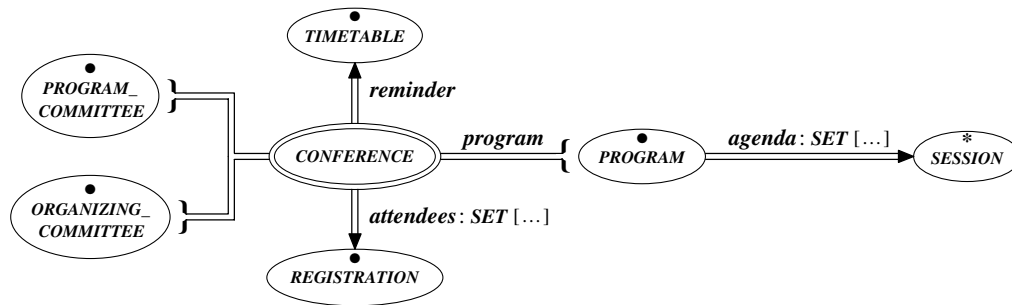 ●
TIMETABLE
●
PROGRAM_
COMMITTEE
}
reminder
CONFERENCE
program
{
●
PROGRAM
agenda: SET […]
*
SESSION
●
ORGANIZING_
COMMITTEE
}
attendees: SET […]
●
REGISTRATION